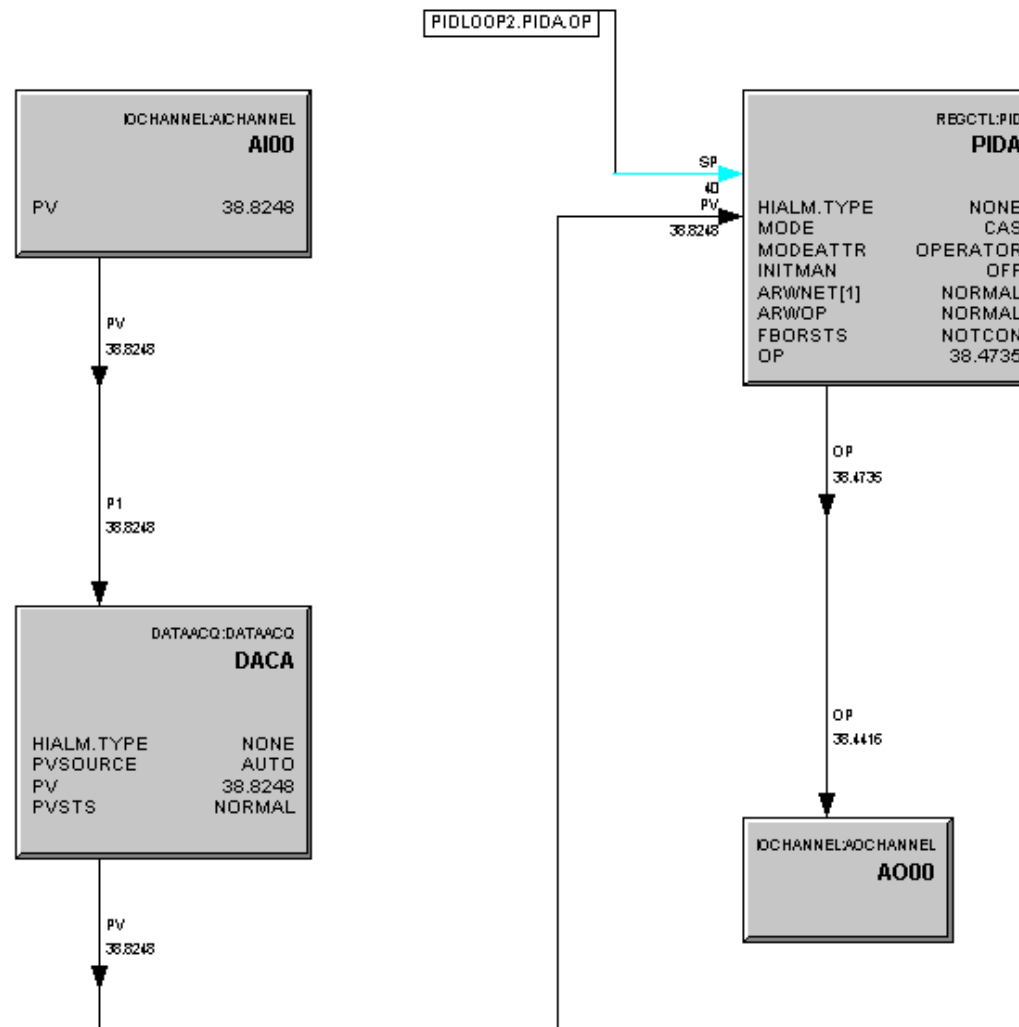 PIDLOOP2.PIDA.OP
IOCHANNEL:AICHANNEL
AI00
PV 38.8248
PV
38.8248
P1
38.8248
DATAACQ:DATAACQ
DACA
HIALM.TYPE NONE
PVSOURCE AUTO
PV 38.8248
PVSTS NORMAL
PV
38.8248
SP
40
PV
38.8248
REGCTL:PID
PIDA
HIALM.TYPE NONE
MODE CAS
MODEATTR OPERATOR
INITMAN OFF
ARWNET[1] NORMAL
ARWOP NORMAL
FBORSTS NOTCON
OP 38.4735
OP
38.4735
OP
38.4416
IOCHANNEL:AOCHANNEL
AO00